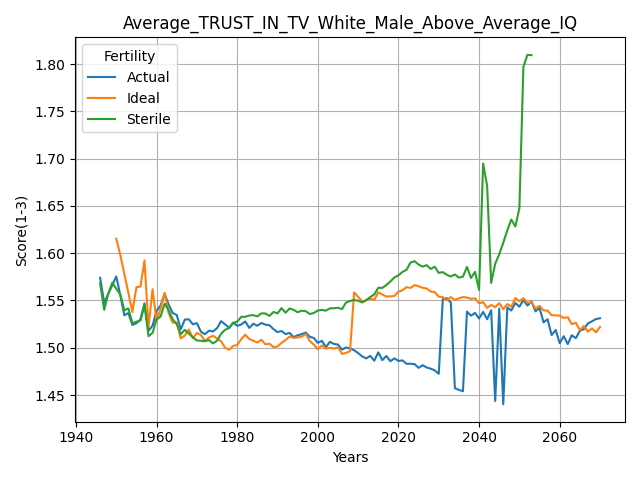 Average_TRUST_IN_TV_White_Male_Above_Average_IQ
Fertility
Actual
Ideal
Sterile
Score(1-3)
1.80
1.75
1.70
1.65
1.60
1.55
1.50
1.45
1940
1960
1980
2000
2020
2040
2060
Years